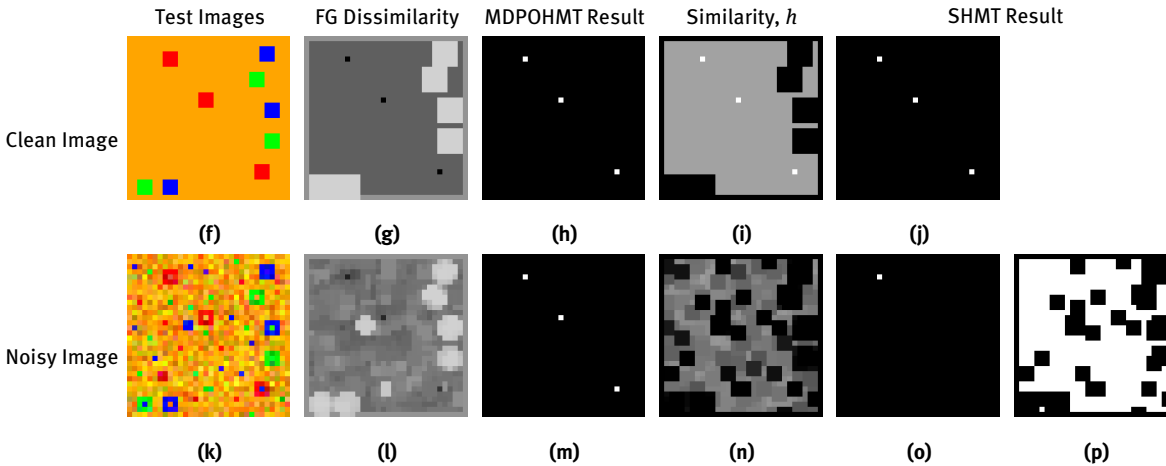 Test Images FG Dissimilarity MDPOHMT Result Similarity, h SHMT Result
Clean Image
(f) (g) (h) (i) (j)
Noisy Image
(k) (l) (m) (n) (o) (p)